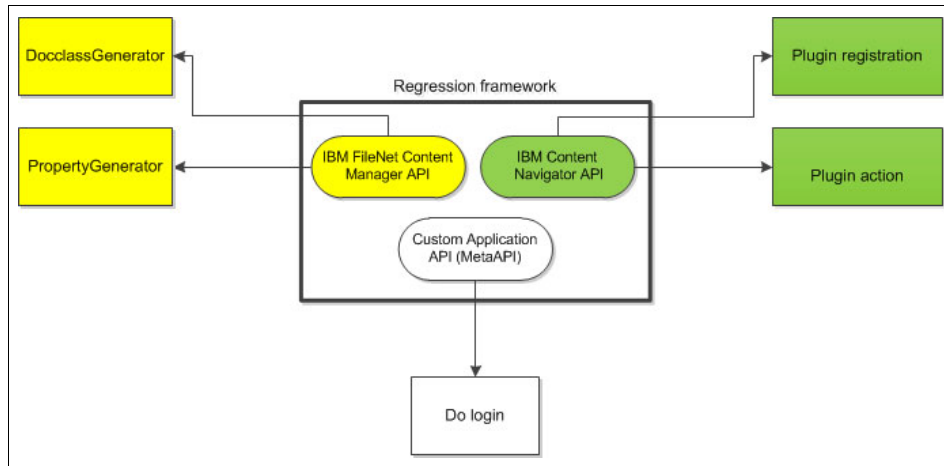 DocclassGenerator
Plugin registration
Regression framework
PropertyGenerator
IBM FileNet Content
Manager API
IBM Content
Navigator API
Plugin action
Custom Application
API (MetaAPI)
Do login